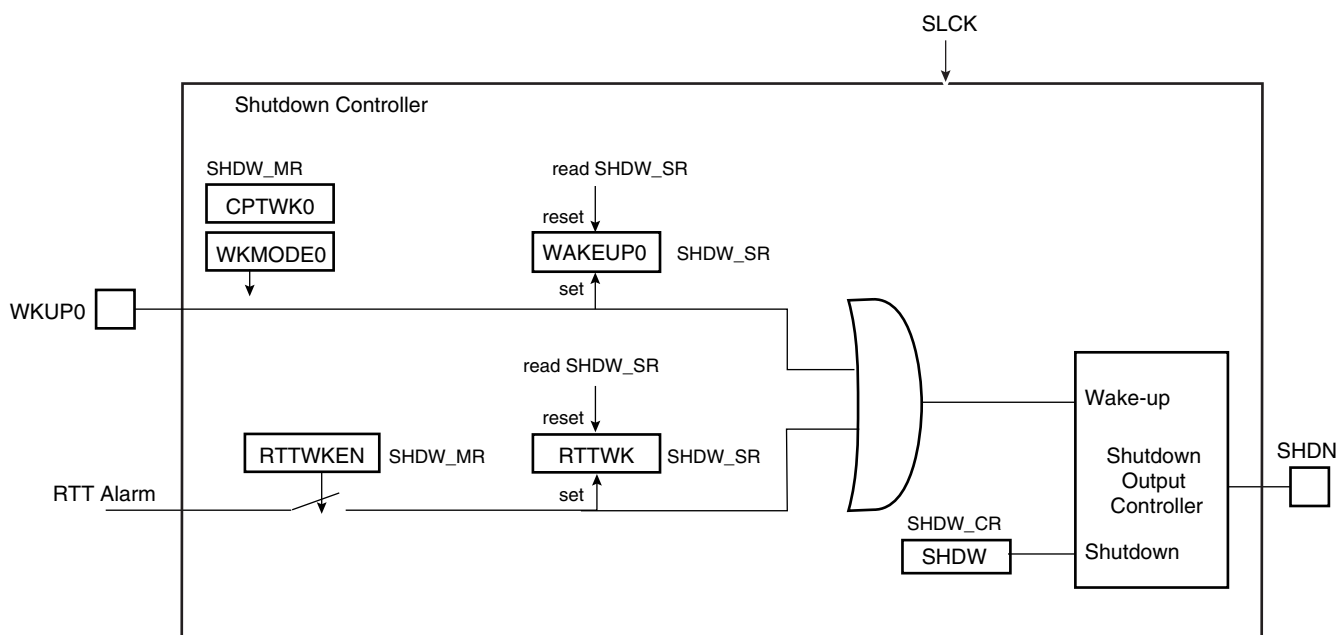 SLCK
Shutdown Controller
SHDW_MR
CPTWK0
WKMODE0
read SHDW_SR
reset
WAKEUP0
SHDW_SR
set
WKUP0
read SHDW_SR
reset
RTTWKEN
SHDW_MR
RTTWK
SHDW_SR
set
RTT Alarm
Wake-up
Shutdown
Output
Controller
SHDN
SHDW_CR
SHDW
Shutdown